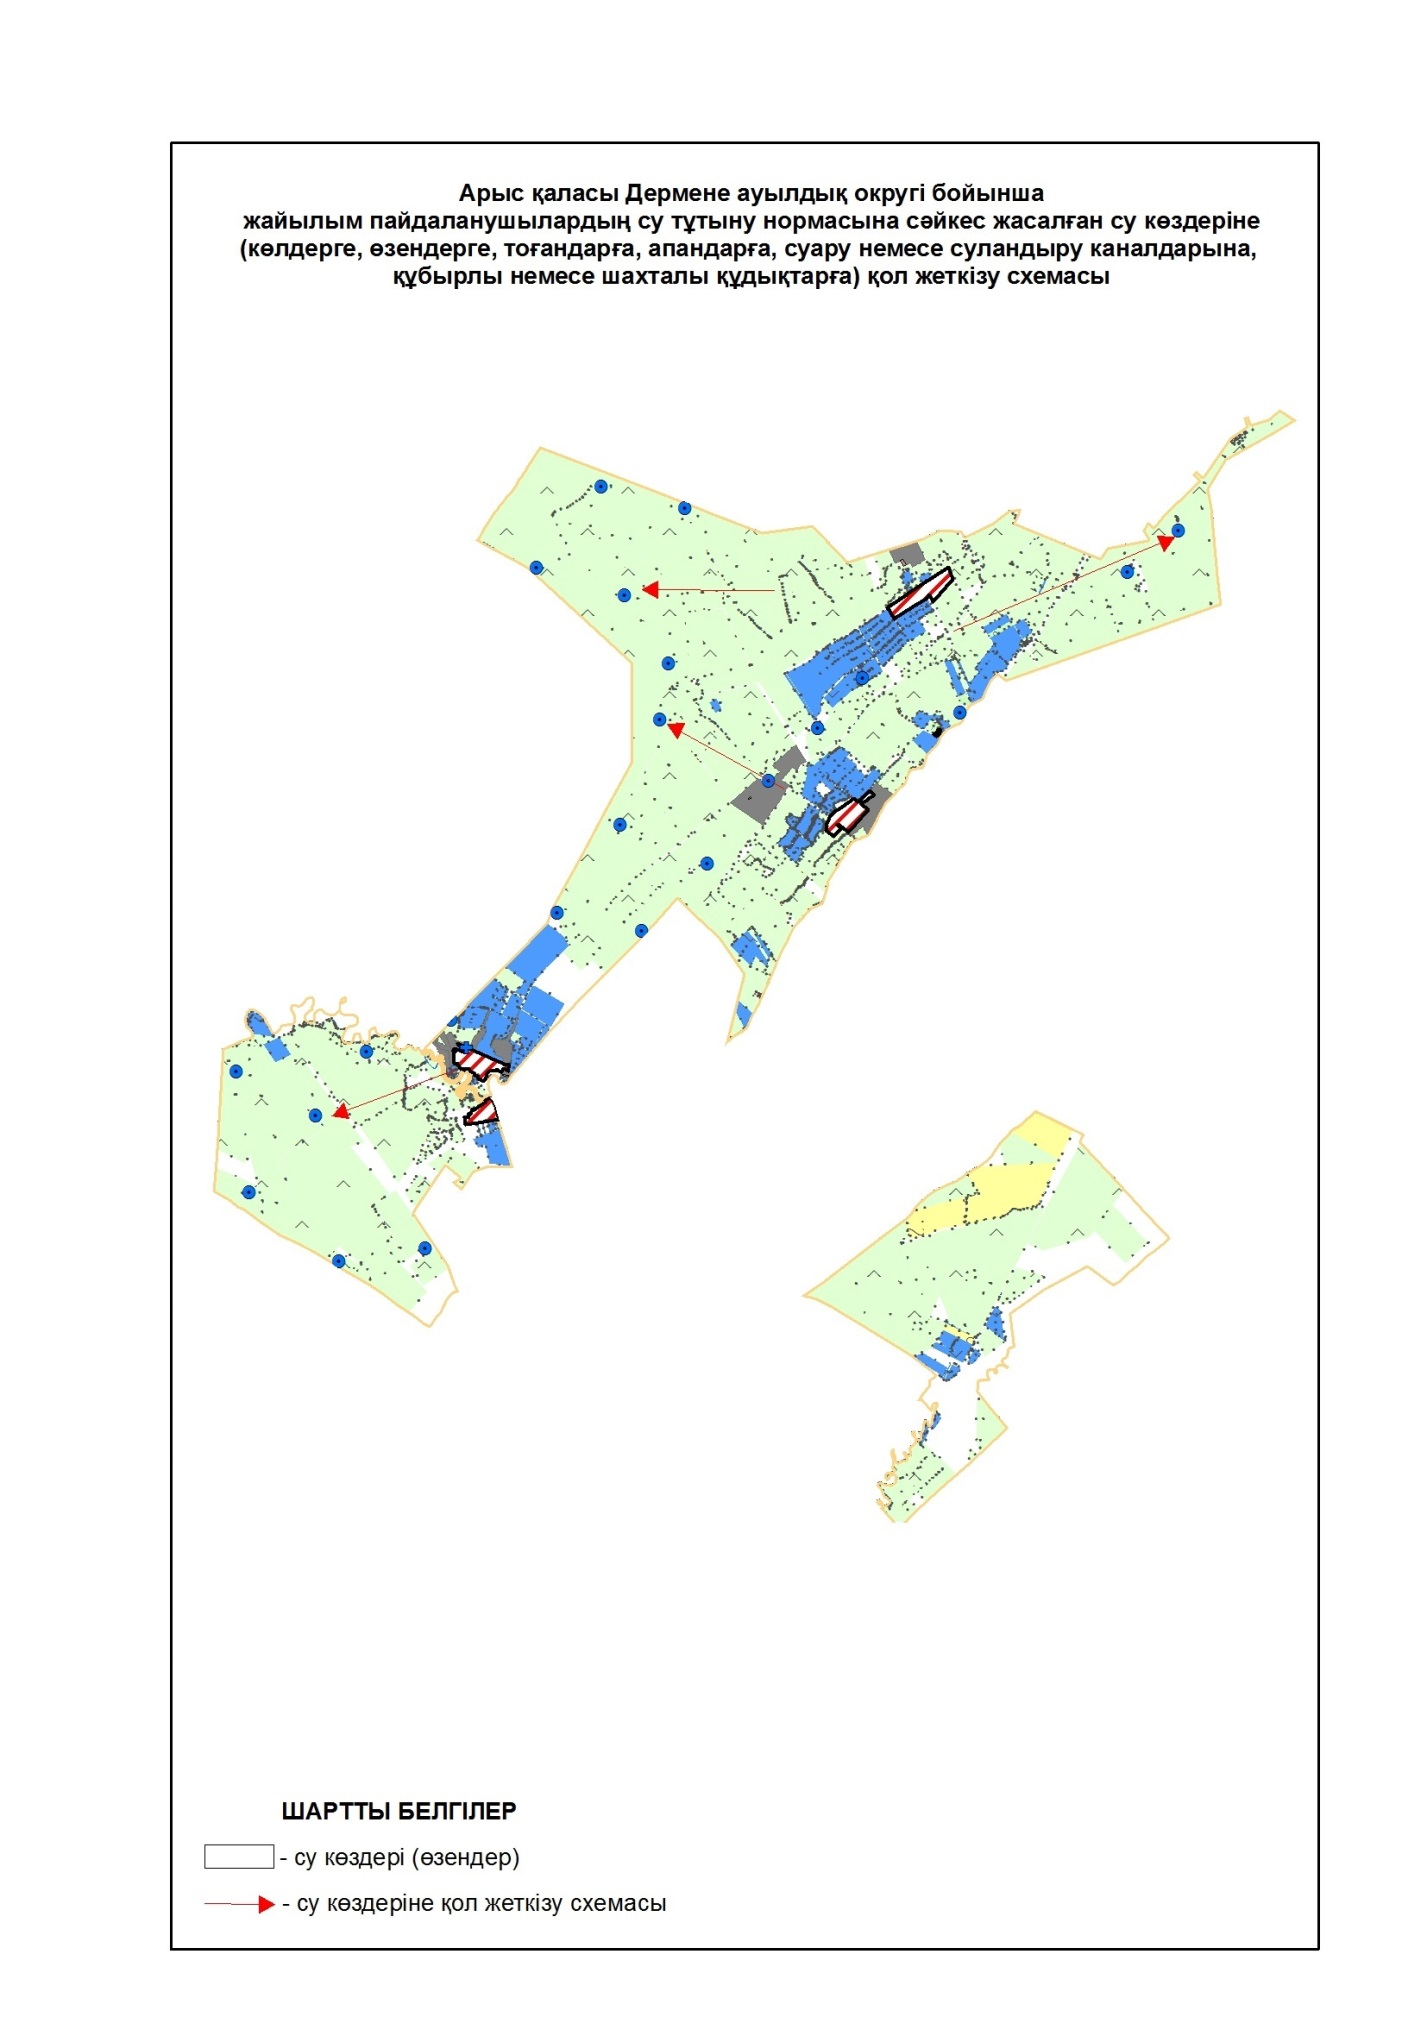 Арыс қаласы Дермене ауылдық округі бойынша
жайылым пайдаланушылардың су тұтыну нормасына сәйкес жасалған су көздеріне
(көлдерге, өзендерге, тоғандарға, апандарға, суару немесе суландыру каналдарына,
құбырлы немесе шахталы құдықтарға) қол жеткізу схемасы
ШАРТТЫ БЕЛГІЛЕР
- су көздері (өзендер)
- су көздеріне қол жеткізу схемасы